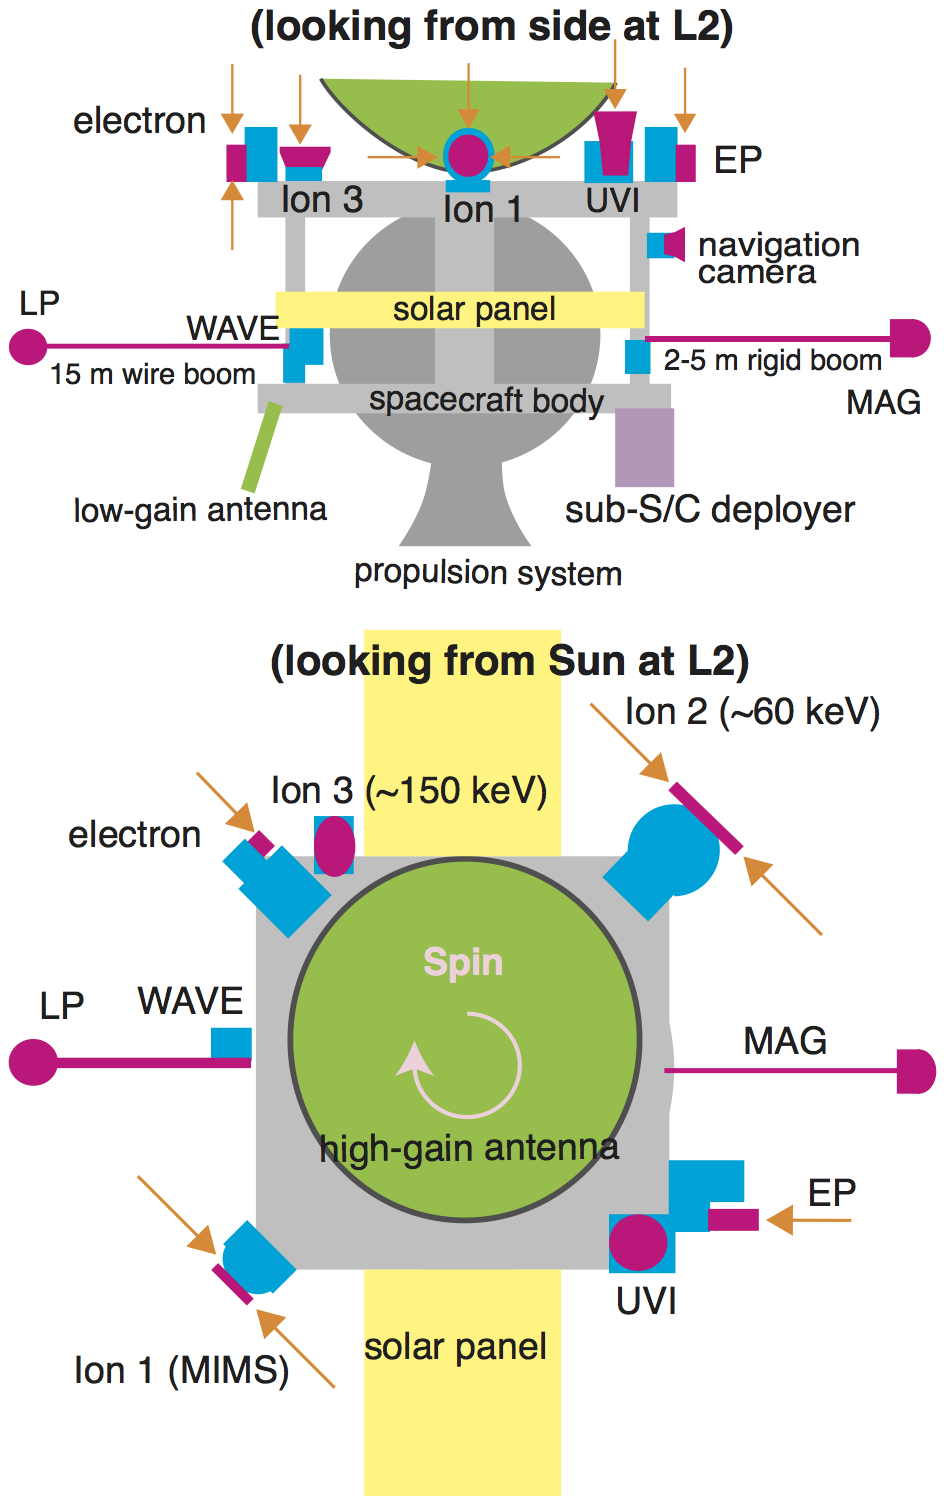 (looking from side at L2)
electron
EP
Ion 3
Ion 1
UVI
navigation
camera
LP
WAVE
solar panel
15 m wire boom
2-5 m rigid boom
spacecraft body
MAG
low-gain antenna
sub-S/C deployer
propulsion system
(looking from Sun at L2)
Ion 2 (~60 keV)
Ion 3 (~150 keV)
electron
Spin
LP
WAVE
MAG
high-gain antenna
EP
UVI
solar panel
Ion 1 (MIMS)